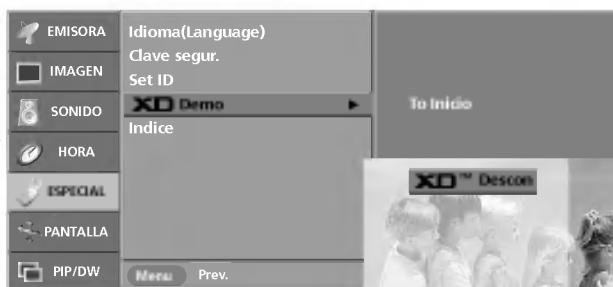 EMISORA
IMAGEN
SONIDO
HORA
ESPECIAL
PANTALLA
PIP/DW
Idioma(Language)
Clave segur.
Set ID
XD Demo
Indice
Menu Prev.
To Inicio
XD™ Descon